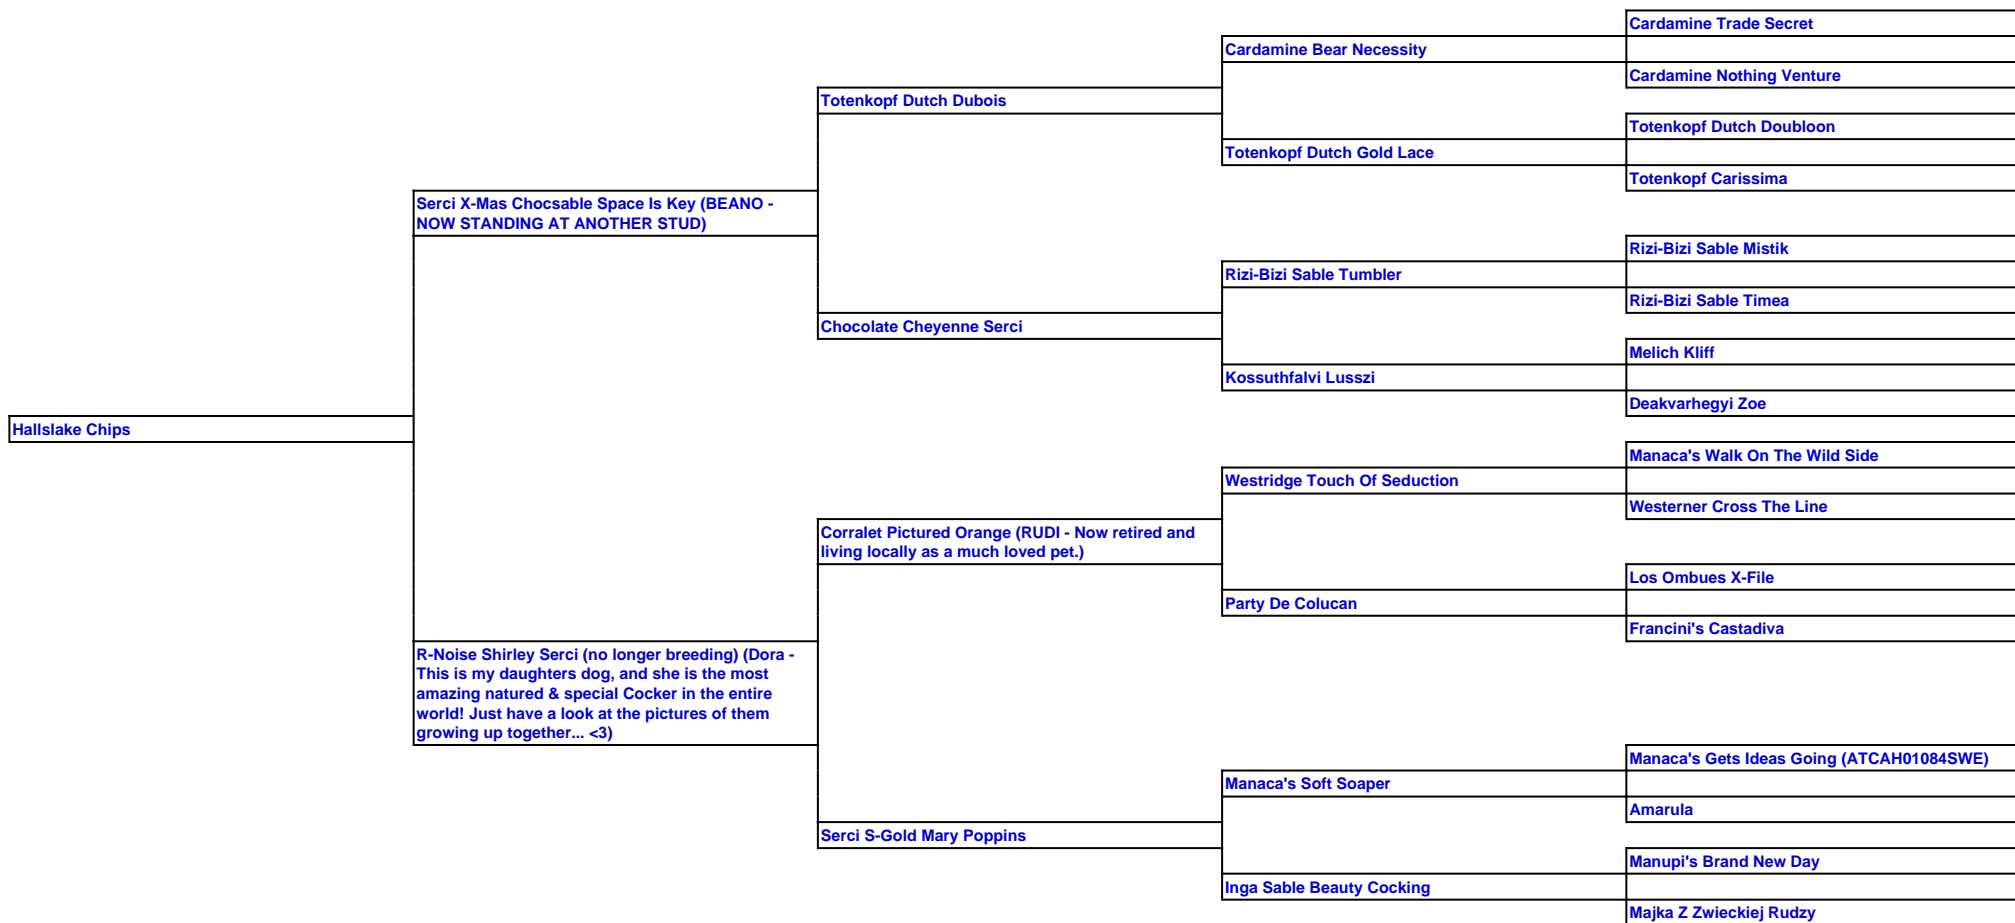 Cardamine Trade Secret
Cardamine Bear Necessity
Cardamine Nothing Venture
Totenkopf Dutch Dubois
Totenkopf Dutch Doubloon
Totenkopf Dutch Gold Lace
Totenkopf Carissima
Serci X-Mas Chocsable Space Is Key (BEANO -
NOW STANDING AT ANOTHER STUD)
Rizi-Bizi Sable Mistik
Rizi-Bizi Sable Tumbler
Rizi-Bizi Sable Timea
Chocolate Cheyenne Serci
Melich Kliff
Kossuthfalvi Lusszi
Deakvarhegyi Zoe
Hallslake Chips
Manaca's Walk On The Wild Side
Westridge Touch Of Seduction
Westerner Cross The Line
Corralet Pictured Orange (RUDI - Now retired and
living locally as a much loved pet.)
Los Ombues X-File
Party De Colucan
Francini's Castadiva
R-Noise Shirley Serci (no longer breeding) (Dora -
This is my daughters dog, and she is the most
amazing natured & special Cocker in the entire
world! Just have a look at the pictures of them
growing up together... <3)
Manaca's Gets Ideas Going (ATCAH01084SWE)
Manaca's Soft Soaper
Amarula
Serci S-Gold Mary Poppins
Manupi's Brand New Day
Inga Sable Beauty Cocking
Majka Z Zwieckiej Rudzy